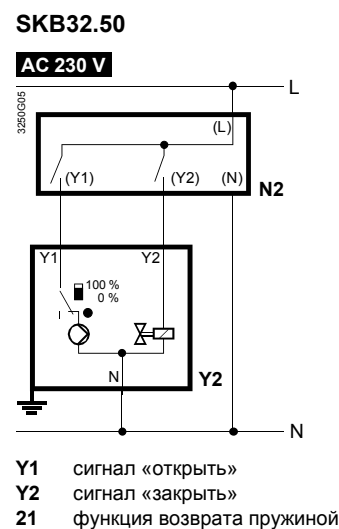 SKB32.50
AC 230 V
L
3250G05
(L)
(Y1) (Y2) (N)
N2
Y1 Y2
100 %
0 %
N
Y2
N
Y1 сигнал «открыть»
Y2 сигнал «закрыть»
21 функция возврата пружиной